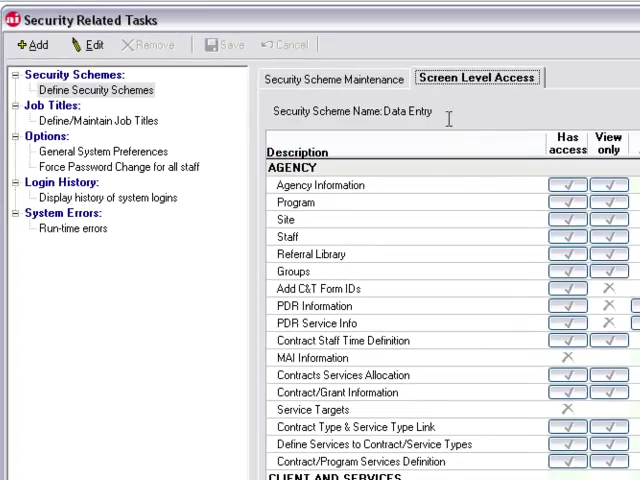 Security Related Tasks
Add Edit Remove Save Cancel
Security Schemes:
Define Security Schemes
Job Titles:
Define/Maintain Job Titles
Options:
General System Preferences
Force Password Change for all staff
Login History:
Display history of system logins
System Errors:
Run-time errors
Security Scheme Maintenance Screen Level Access
Security Scheme Name: Data Entry
Description Has access View only
AGENCY
Agency Information
Program
Site
Staff
Referral Library
Groups
Add C&T Form IDs
PDR Information
PDR Service Info
Contract Staff Time Definition
MAI Information
Contracts Services Allocation
Contract/Grant Information
Service Targets
Contract Type & Service Type Link
Define Services to Contract/Service Types
Contract/Program Services Definition
CLIENT AND SERVICES